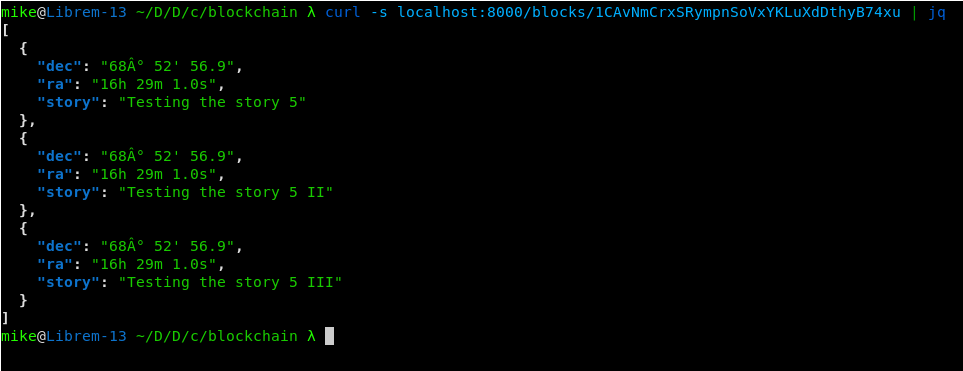 mike@Librem-13 ~/D/D/c/blockchain λ curl -s localhost:8000/blocks/1CAvNmCrxSRympnSoVxYKLuXdDthyB74xu | jq
[
  {
    "dec": "68Â° 52' 56.9",
    "ra": "16h 29m 1.0s",
    "story": "Testing the story 5"
  },
  {
    "dec": "68Â° 52' 56.9",
    "ra": "16h 29m 1.0s",
    "story": "Testing the story 5 II"
  },
  {
    "dec": "68Â° 52' 56.9",
    "ra": "16h 29m 1.0s",
    "story": "Testing the story 5 III"
  }
]
mike@Librem-13 ~/D/D/c/blockchain λ